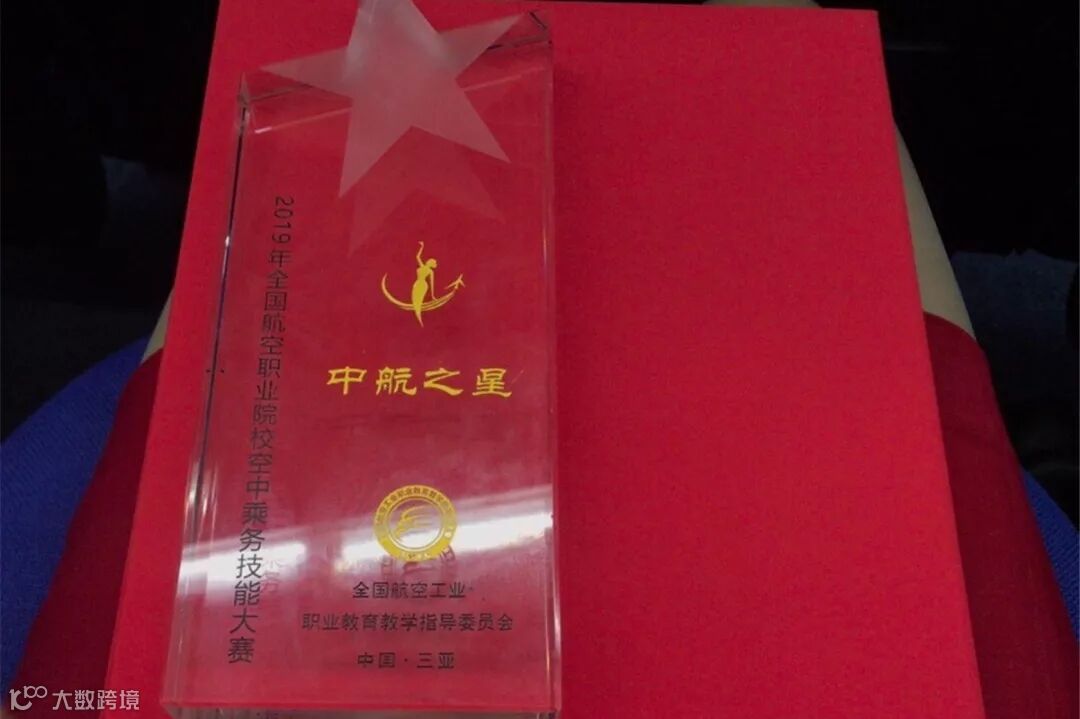 2019年全国航空职业院校空中乘务技能大赛
中航之星
全国航空工业
职业教育教学指导委员会
中国·三亚
大数跨境